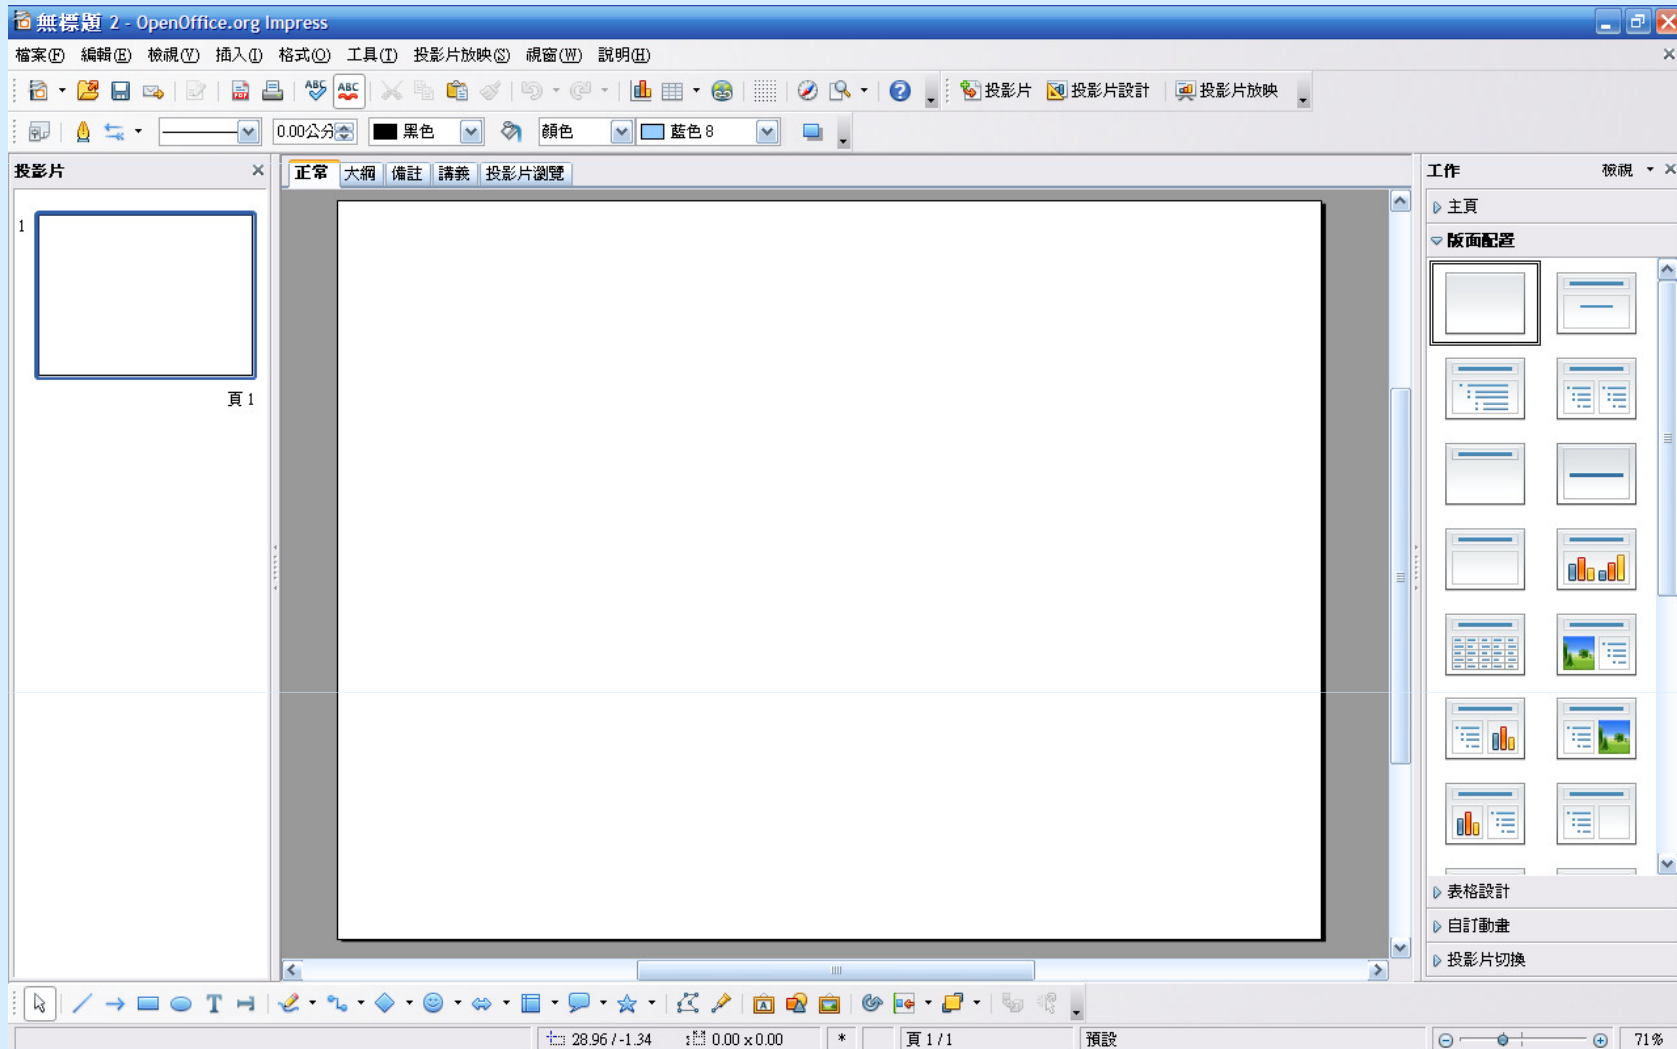 無標題 2 - OpenOffice.org Impress
檔案(F) 編輯(E) 檢視(V) 插入(I) 格式(O) 工具(T) 投影片放映(S) 視窗(W) 說明(H)
ABC ABC 投影片 投影片設計 投影片放映
0.00公分 黑色 顏色 藍色 8
投影片
正常 大綱 備註 講義 投影片瀏覽
工作 檢視
1
頁 1
主頁
版面配置
表格設計
自訂動畫
投影片切換
28.96 / -1.34 0.00 x 0.00 * 頁 1 / 1 預設 71%